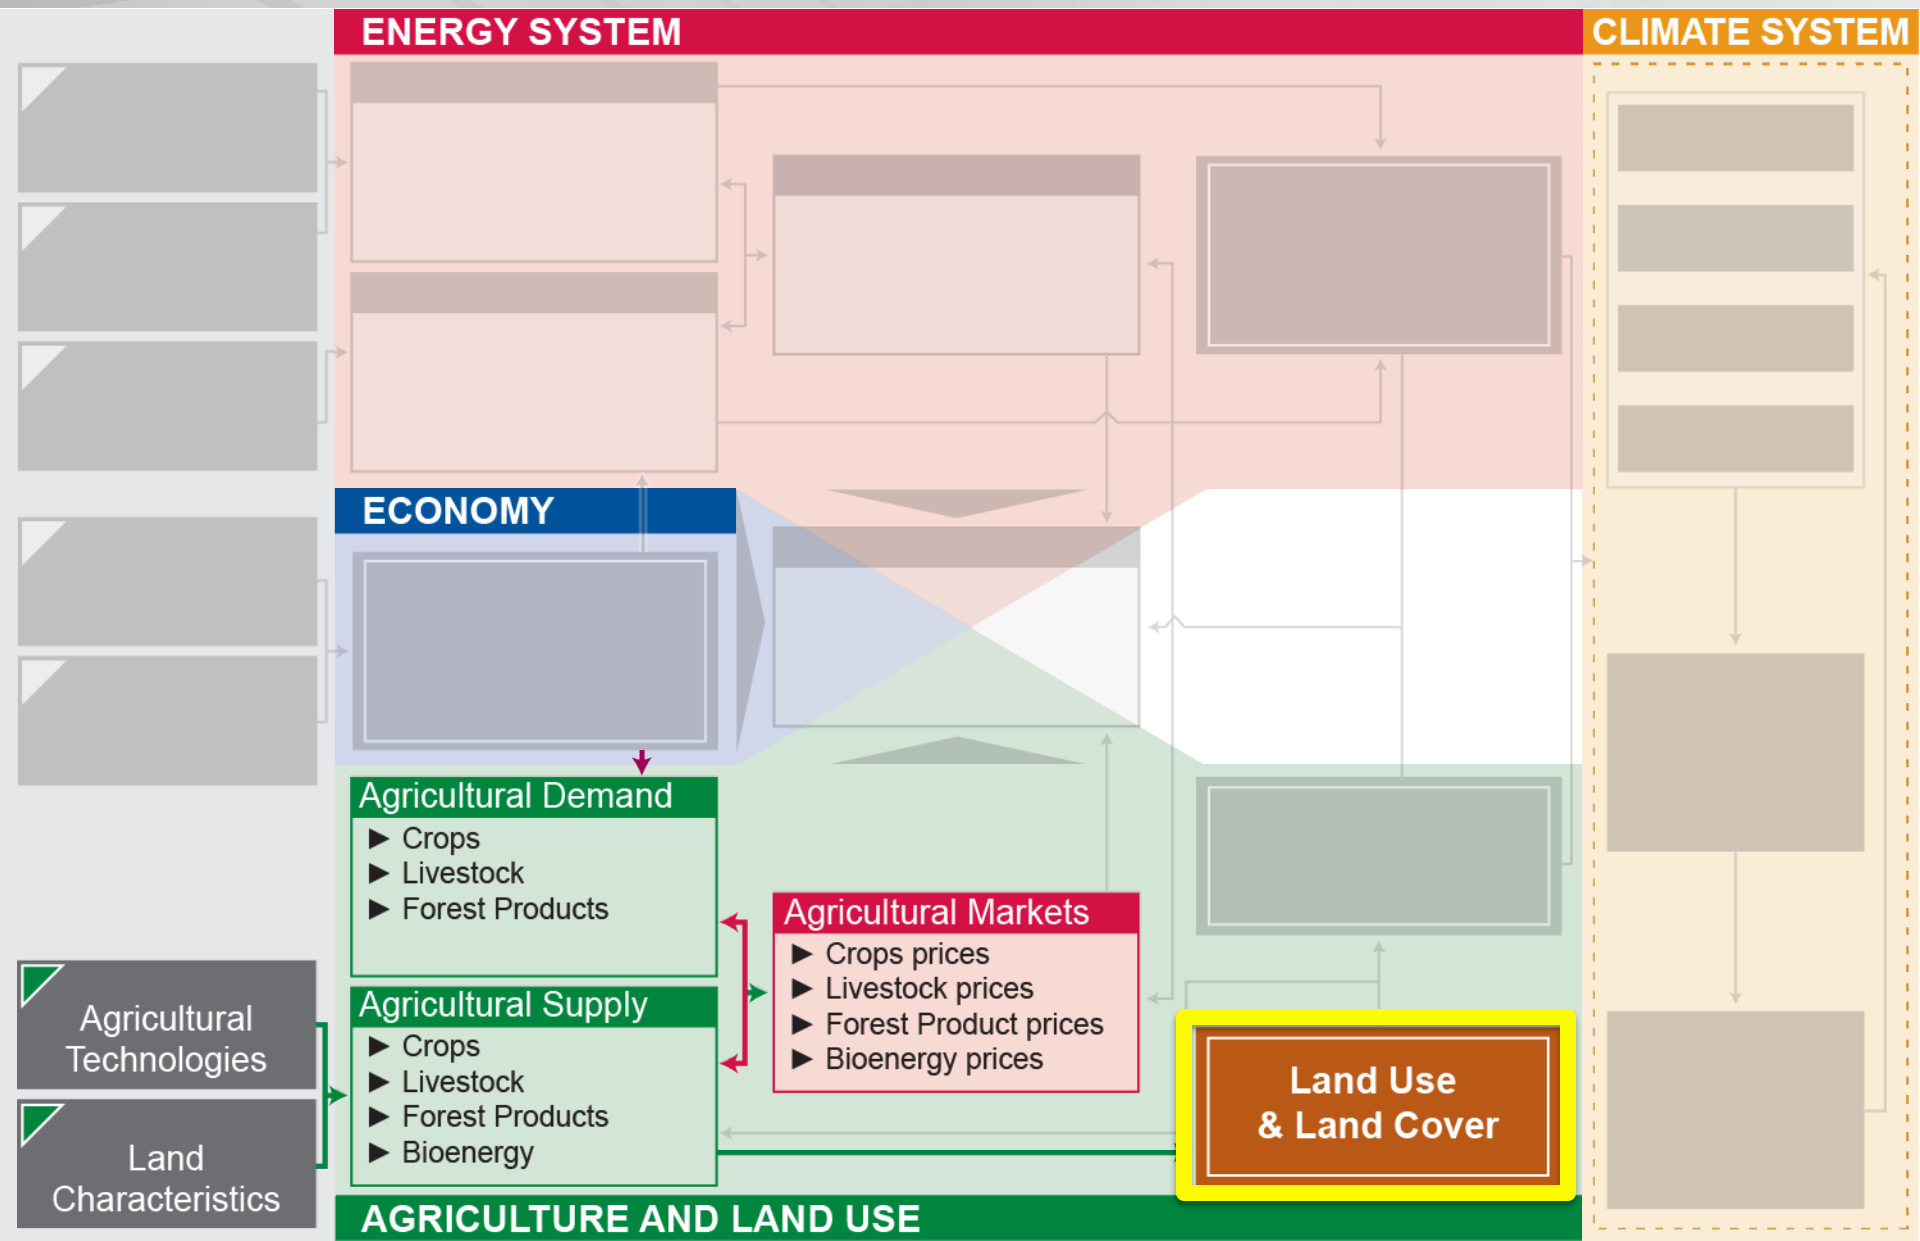 ENERGY SYSTEM
CLIMATE SYSTEM
ECONOMY
Agricultural Demand
► Crops
► Livestock
► Forest Products
Agricultural Markets
► Crops prices
► Livestock prices
► Forest Product prices
► Bioenergy prices
Agricultural Supply
► Crops
► Livestock
► Forest Products
► Bioenergy
Agricultural
Technologies
Land
Characteristics
Land Use
& Land Cover
AGRICULTURE AND LAND USE